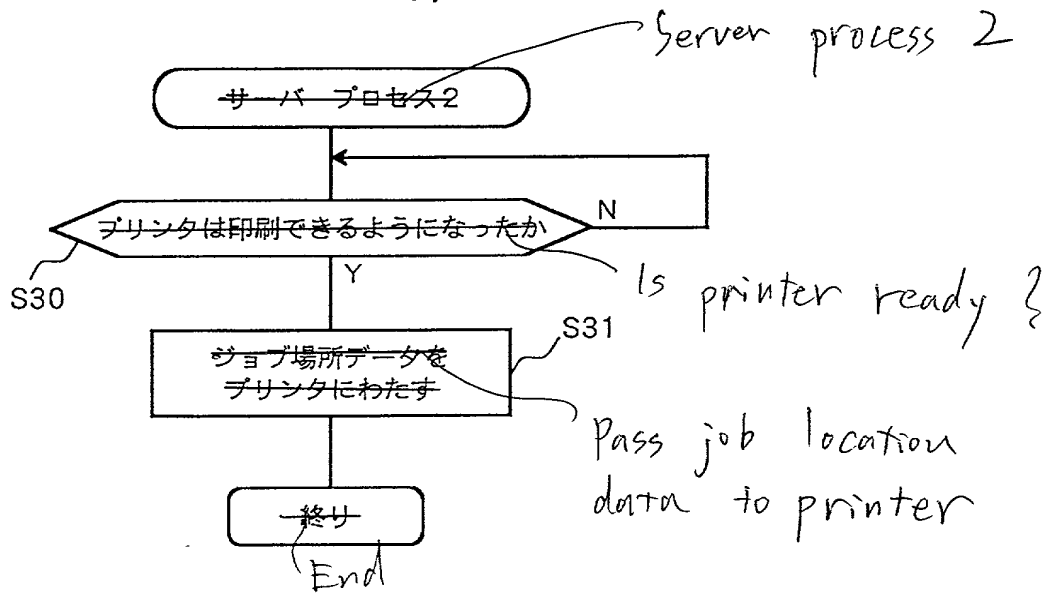 Server process 2
サーバ プロセス2
プリンタは印刷できるようになったか
N
Y
S30
Is printer ready ?
S31
ジョブ場所データを
プリンタにわたす
Pass job location
data to printer
終り
End